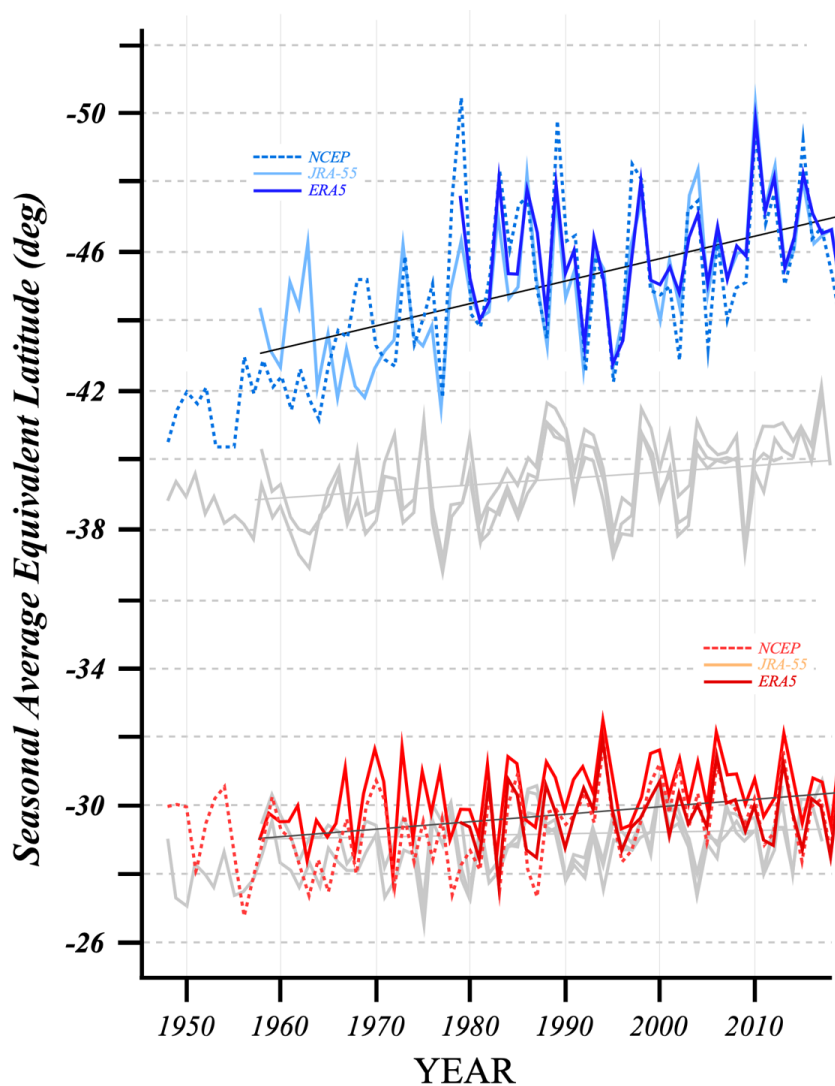 Seasonal Average Equivalent Latitude (deg)
-50
-46
-42
-38
-34
-30
-26
NCEP
JRA-55
ERA5
NCEP
JRA-55
ERA5
1950 1960 1970 1980 1990 2000 2010
YEAR